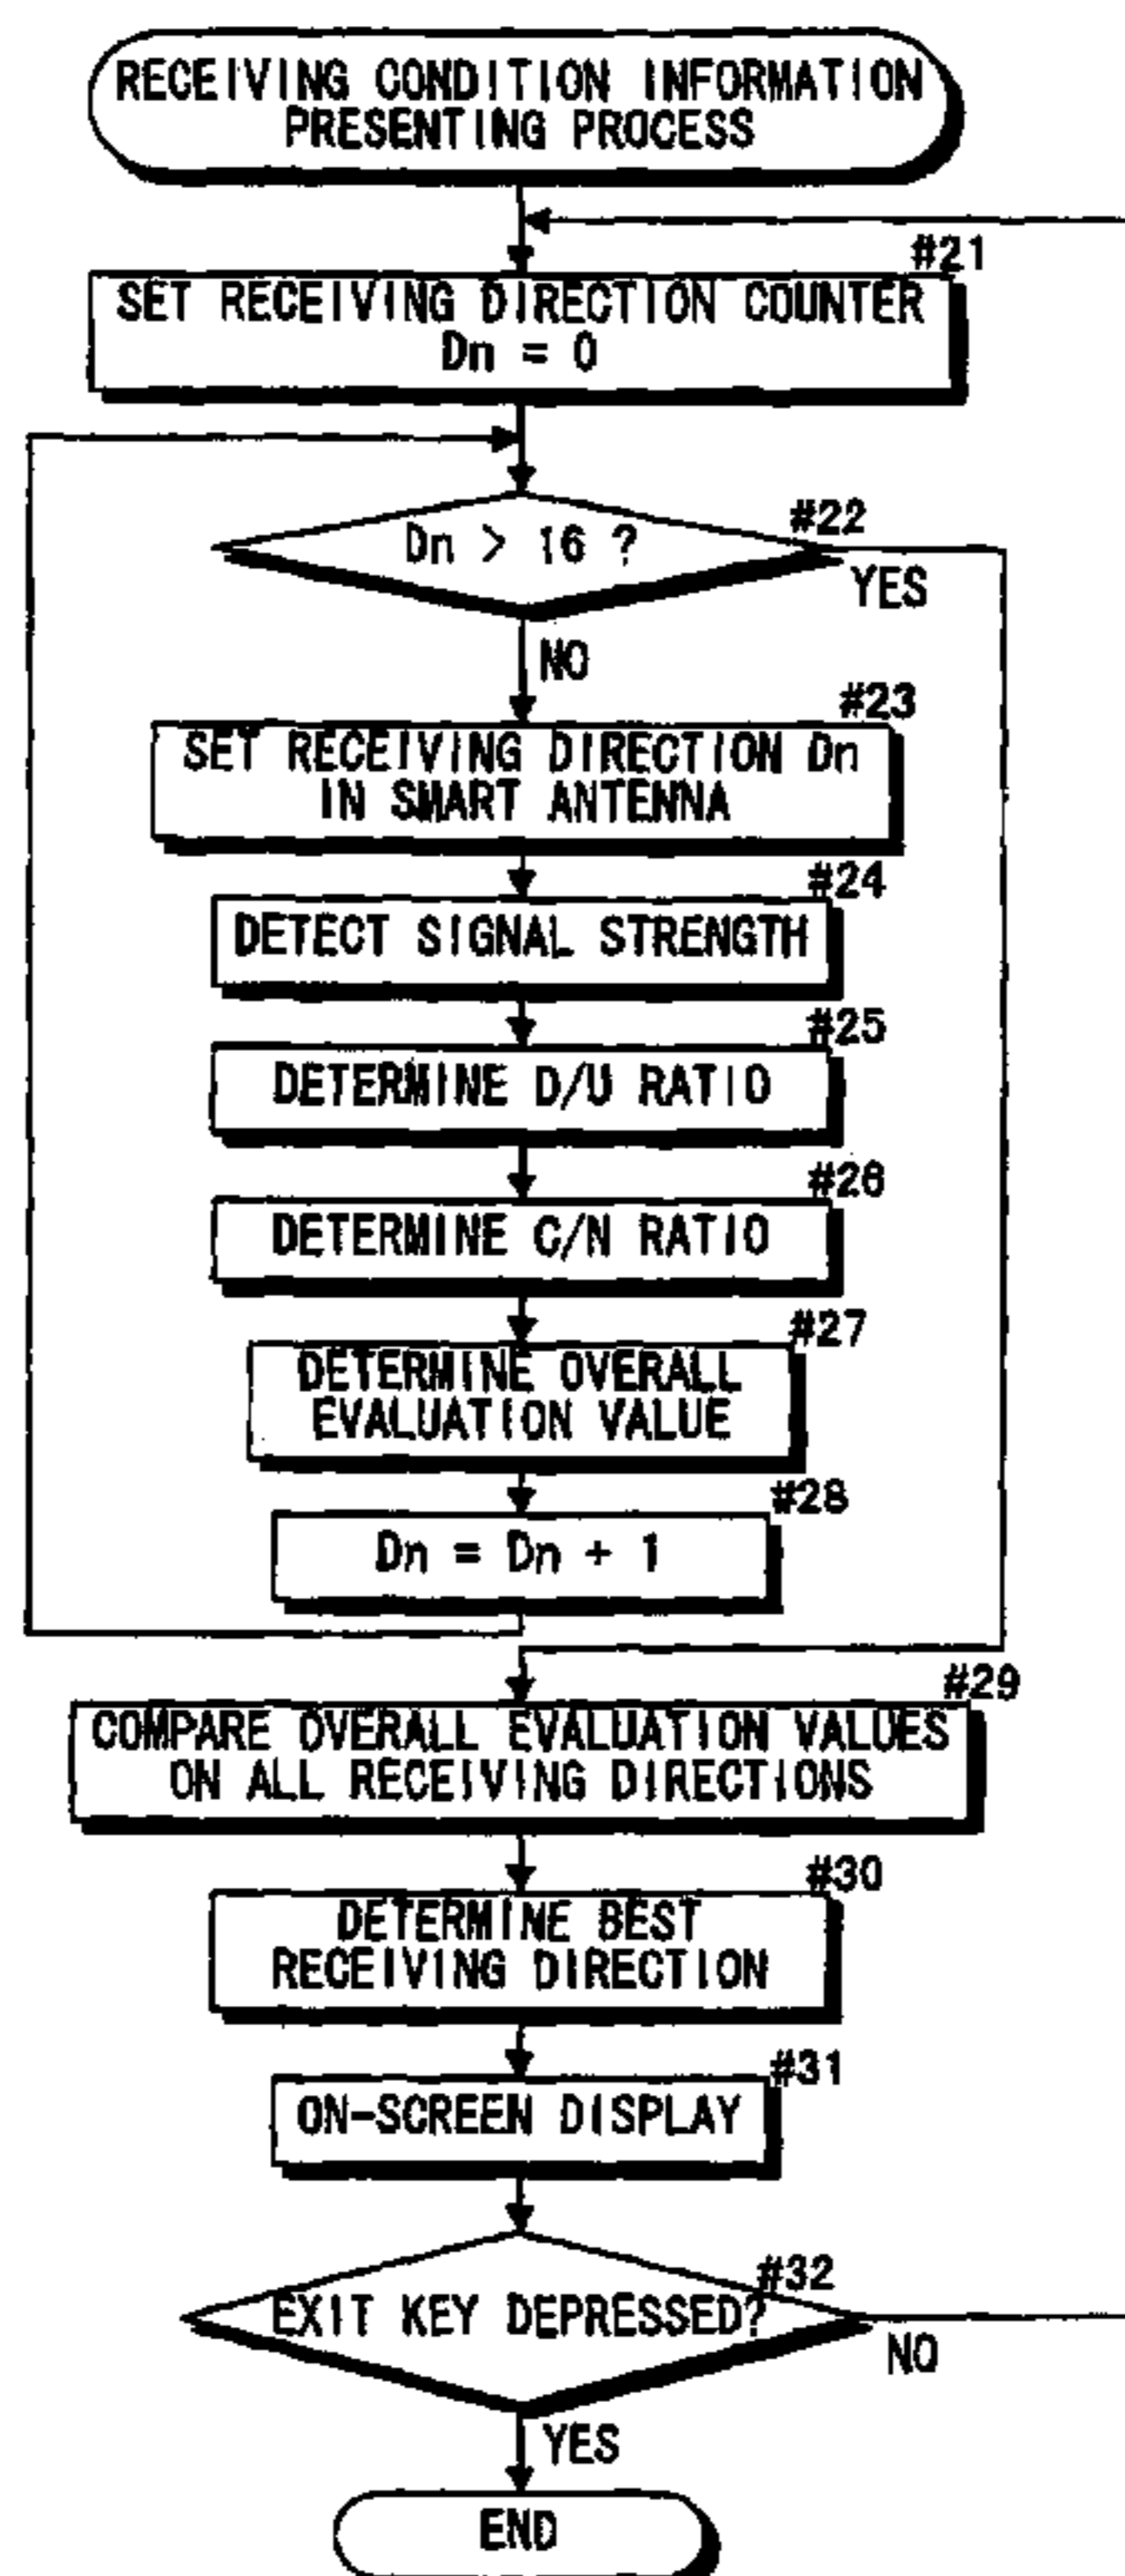 RECEIVING CONDITION INFORMATION
PRESENTING PROCESS
#21
SET RECEIVING DIRECTION COUNTER
Dn = 0
#22
Dn > 16 ?
YES
NO
#23
SET RECEIVING DIRECTION Dn
IN SMART ANTENNA
#24
DETECT SIGNAL STRENGTH
#25
DETERMINE D/U RATIO
#26
DETERMINE C/N RATIO
#27
DETERMINE OVERALL
EVALUATION VALUE
#28
Dn = Dn + 1
#29
COMPARE OVERALL EVALUATION VALUES
ON ALL RECEIVING DIRECTIONS
#30
DETERMINE BEST
RECEIVING DIRECTION
#31
ON-SCREEN DISPLAY
#32
EXIT KEY DEPRESSED?
NO
YES
END